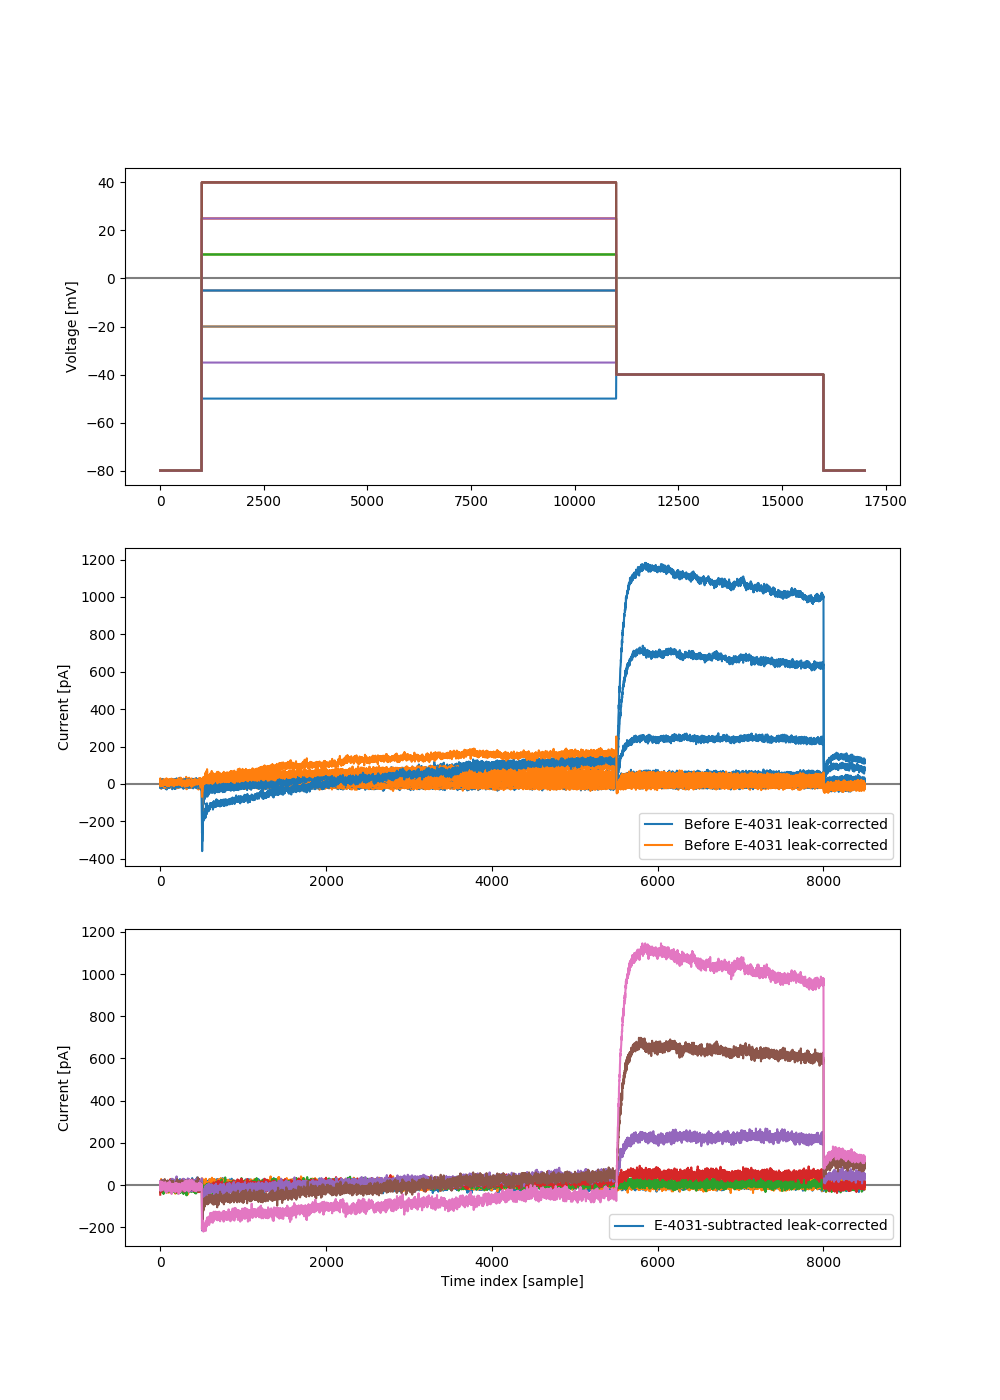 40
20
0
−20
−40
−60
−80
Voltage [mV]
0 2500 5000 7500 10000 12500 15000 17500
1200
1000
800
600
400
200
0
−200
−400
Current [pA]
Before E-4031 leak-corrected
Before E-4031 leak-corrected
0 2000 4000 6000 8000
1200
1000
800
600
400
200
0
−200
Current [pA]
E-4031-subtracted leak-corrected
0 2000 4000 6000 8000
Time index [sample]